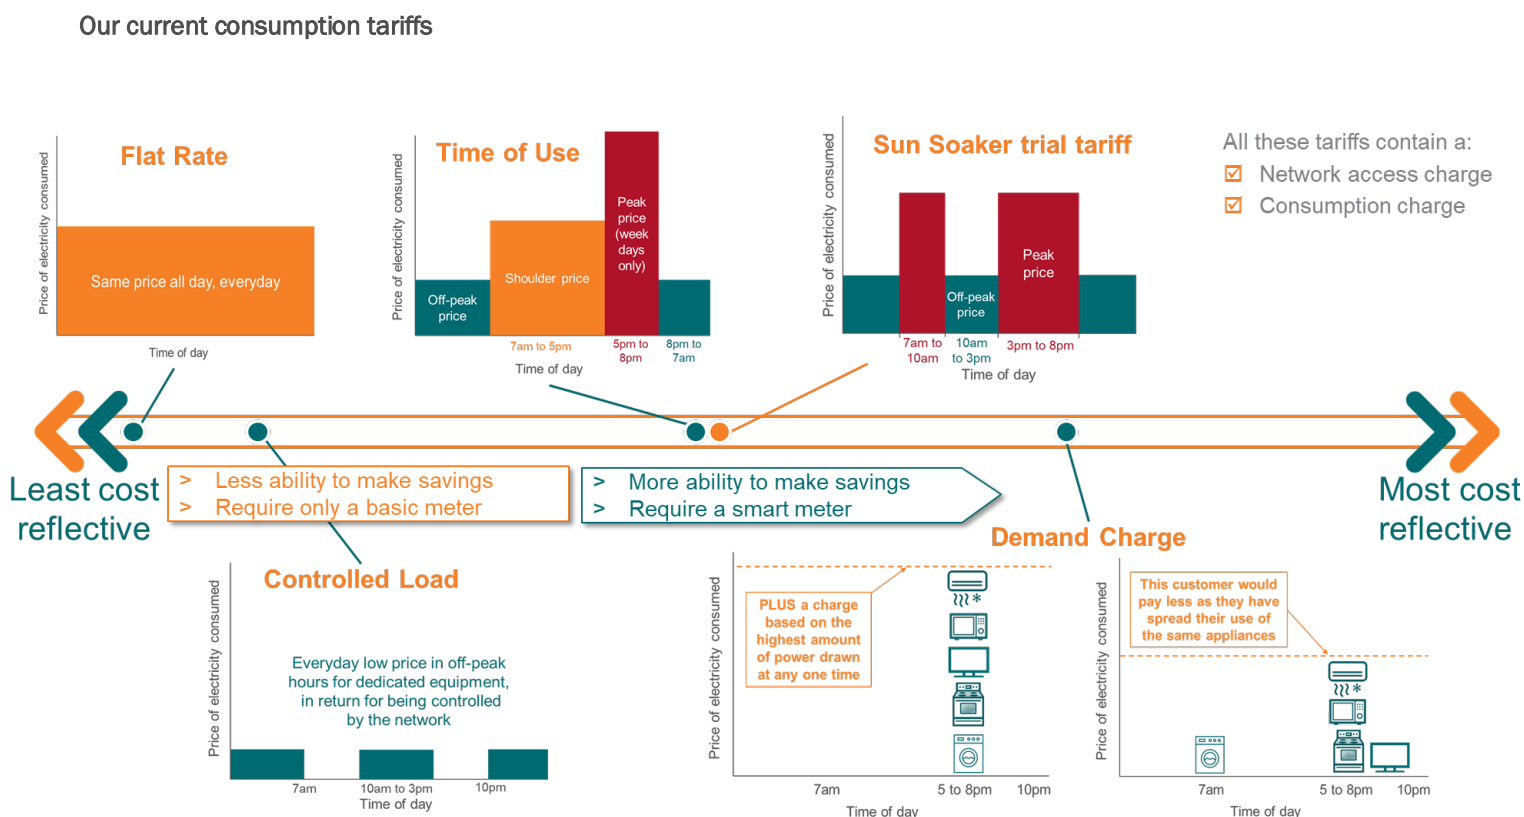 Our current consumption tariffs
Flat Rate
Price of electricity consumed
Same price all day, everyday
Time of day
Time of Use
Price of electricity consumed
Off-peak
price
Shoulder price
Peak
price
(week
days
only)
7am to 5pm
5pm to
8pm
8pm to
7am
Time of day
Sun Soaker trial tariff
Price of electricity consumed
Off-peak
price
Peak
price
7am to
10am
10am
to 3pm
3pm to 8pm
Time of day
All these tariffs contain a:
Network access charge
Consumption charge
Least cost
reflective
> Less ability to make savings
> Require only a basic meter
> More ability to make savings
> Require a smart meter
Most cost
reflective
Controlled Load
Price of electricity consumed
Everyday low price in off-peak
hours for dedicated equipment,
in return for being controlled
by the network
7am
10am to 3pm
10pm
Time of day
Demand Charge
Price of electricity consumed
PLUS a charge
based on the
highest amount
of power drawn
at any one time
7am
5 to 8pm
10pm
Time of day
Price of electricity consumed
This customer would
pay less as they have
spread their use of
the same appliances
7am
5 to 8pm
10pm
Time of day